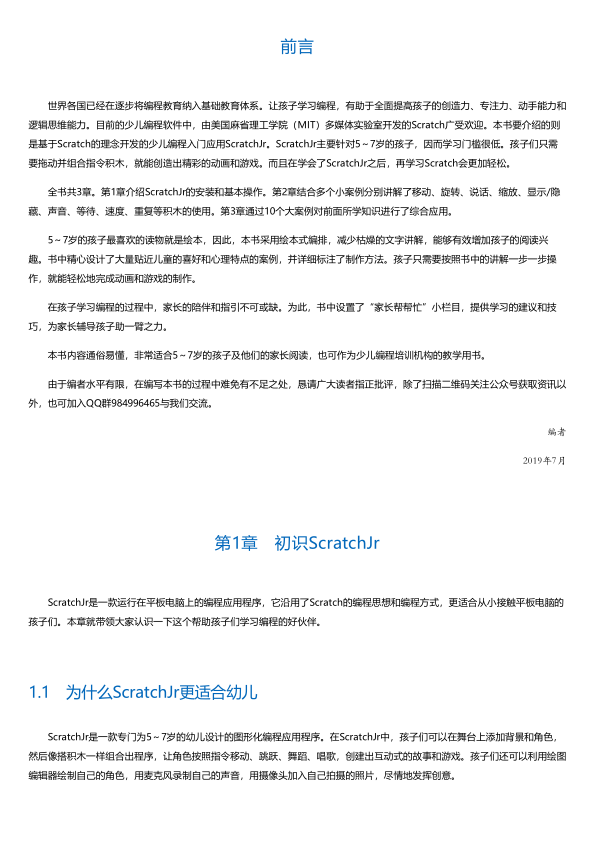 前言
世界各国已经在逐步将编程教育纳入基础教育体系。让孩子学习编程，有助于全面提高孩子的创造力、专注力、动手能力和
逻辑思维能力。目前的少儿编程软件中，由美国麻省理工学院（MIT）多媒体实验室开发的Scratch广受欢迎。本书要介绍的则
是基于Scratch的理念开发的少儿编程入门应用ScratchJr。ScratchJr主要针对5～7岁的孩子，因而学习门槛很低。孩子们只需
要拖动并组合指令积木，就能创造出精彩的动画和游戏。而且在学会了ScratchJr之后，再学习Scratch会更加轻松。
全书共3章。第1章介绍ScratchJr的安装和基本操作。第2章结合多个小案例分别讲解了移动、旋转、说话、缩放、显示/隐
藏、声音、等待、速度、重复等积木的使用。第3章通过10个大案例对前面所学知识进行了综合应用。
5～7岁的孩子最喜欢的读物就是绘本，因此，本书采用绘本式编排，减少枯燥的文字讲解，能够有效增加孩子的阅读兴
趣。书中精心设计了大量贴近儿童的喜好和心理特点的案例，并详细标注了制作方法。孩子只需要按照书中的讲解一步一步操
作，就能轻松地完成动画和游戏的制作。
在孩子学习编程的过程中，家长的陪伴和指引不可或缺。为此，书中设置了“家长帮帮忙”小栏目，提供学习的建议和技
巧，为家长辅导孩子助一臂之力。
本书内容通俗易懂，非常适合5～7岁的孩子及他们的家长阅读，也可作为少儿编程培训机构的教学用书。
由于编者水平有限，在编写本书的过程中难免有不足之处，恳请广大读者指正批评，除了扫描二维码关注公众号获取资讯以
外，也可加入QQ群984996465与我们交流。
编者
2019年7月
第1章　初识ScratchJr
ScratchJr是一款运行在平板电脑上的编程应用程序，它沿用了Scratch的编程思想和编程方式，更适合从小接触平板电脑的
孩子们。本章就带领大家认识一下这个帮助孩子们学习编程的好伙伴。
1.1　为什么ScratchJr更适合幼儿
ScratchJr是一款专门为5～7岁的幼儿设计的图形化编程应用程序。在ScratchJr中，孩子们可以在舞台上添加背景和角色，
然后像搭积木一样组合出程序，让角色按照指令移动、跳跃、舞蹈、唱歌，创建出互动式的故事和游戏。孩子们还可以利用绘图
编辑器绘制自己的角色，用麦克风录制自己的声音，用摄像头加入自己拍摄的照片，尽情地发挥创意。